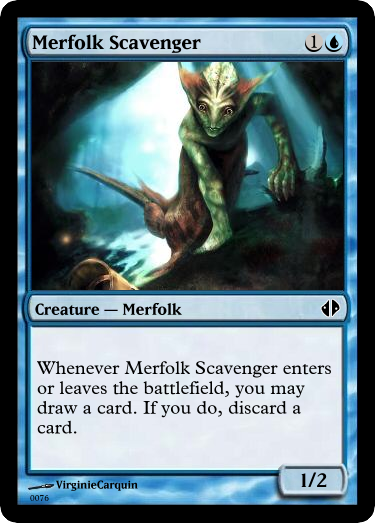 Merfolk Scavenger 1
Creature — Merfolk
Whenever Merfolk Scavenger enters
or leaves the battlefield, you may
draw a card. If you do, discard a
card.
VirginieCarquin
1/2
0076